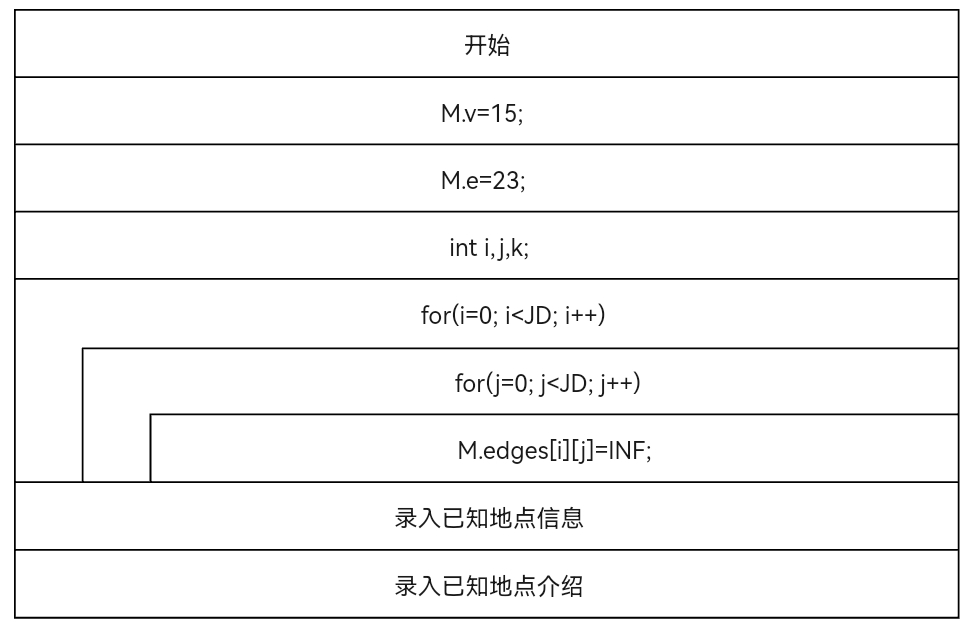 开始
M.v=15;
M.e=23;
int i,j,k;
for(i=0; i<JD; i++)
for(j=0; j<JD; j++)
M.edges[i][j]=INF;
录入已知地点信息
录入已知地点介绍